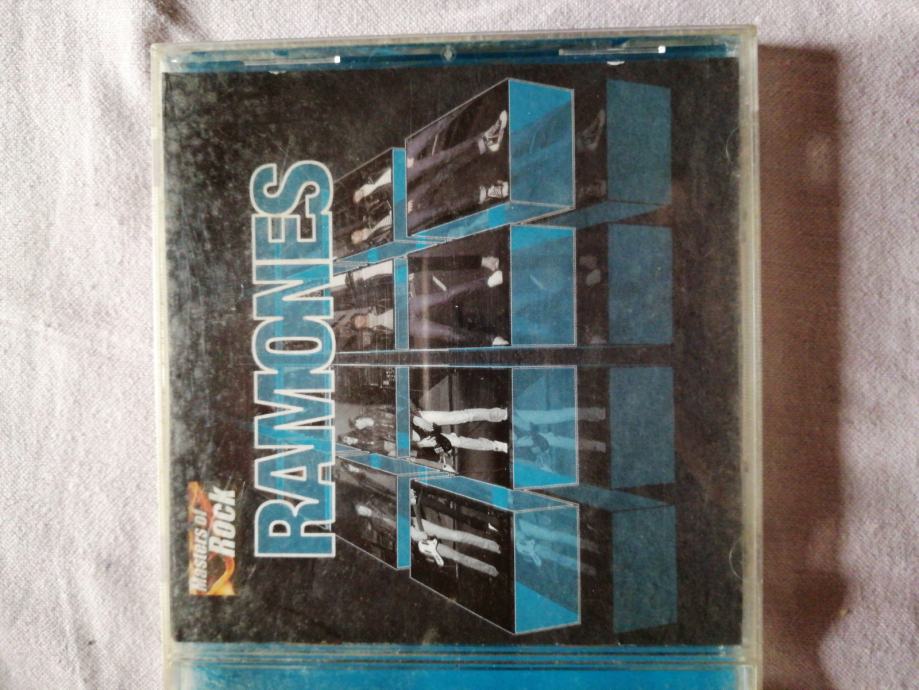 Masters of
Rock
RAMONES